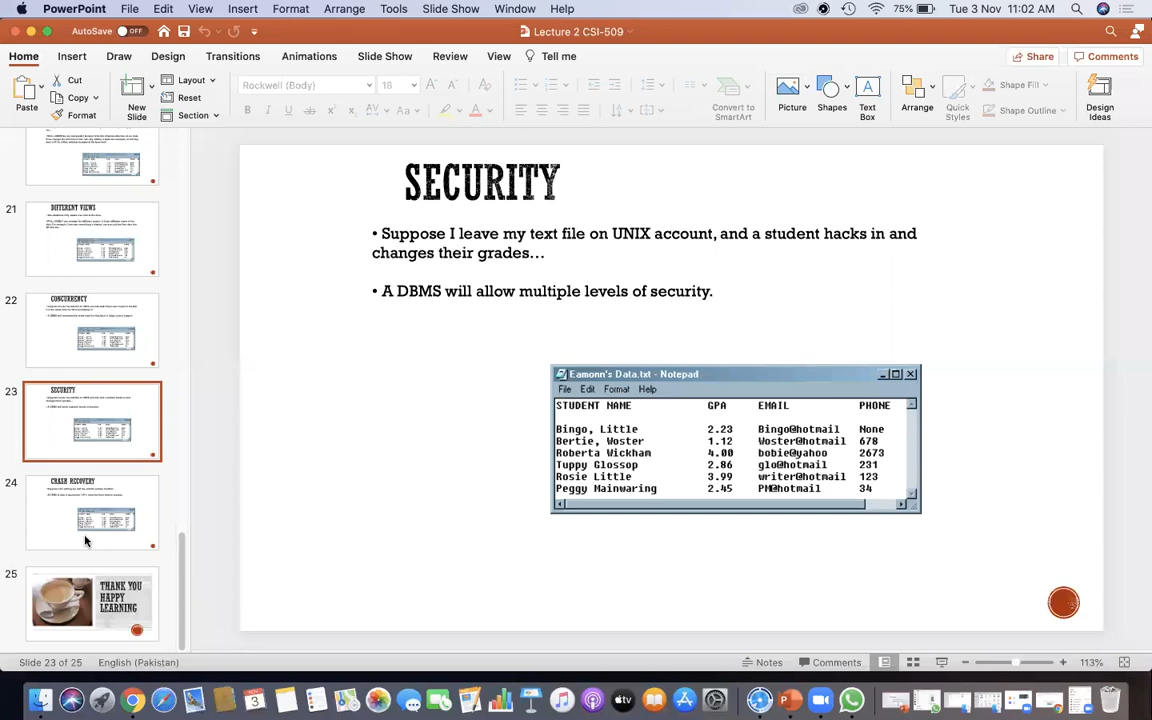 PowerPoint File Edit View Insert Format Arrange Tools Slide Show Window Help 75% Tue 3 Nov 11:02 AM
AutoSave OFF Lecture 2 CSI-509
Home Insert Draw Design Transitions Animations Slide Show Review View Tell me Share Comments
Paste Cut Copy Format
New Slide Layout Reset Section
Rockwell (Body) 18
B I U ab x² x₂ AV Aa A
Convert to SmartArt
Picture Shapes Text Box Arrange Quick Styles Shape Fill Shape Outline Design Ideas
21
DIFFERENT VIEWS
22
CONCURRENCY
23
SECURITY
24
CRASH RECOVERY
25
THANK YOU
HAPPY
LEARNING
SECURITY
• Suppose I leave my text file on UNIX account, and a student hacks in and
changes their grades…
• A DBMS will allow multiple levels of security.
Eamonn's Data.txt - Notepad
File Edit Format Help
STUDENT NAME GPA EMAIL PHONE
Bingo, Little 2.23 Bingo@hotmail None
Bertie, Woster 1.12 Woster@hotmail 678
Roberta Wickham 4.00 bobie@yahoo 2673
Tuppy Glossop 2.86 glo@hotmail 231
Rosie Little 3.99 writer@hotmail 123
Peggy Mainwaring 2.45 PM@hotmail 34
Slide 23 of 25 English (Pakistan) Notes Comments 113%